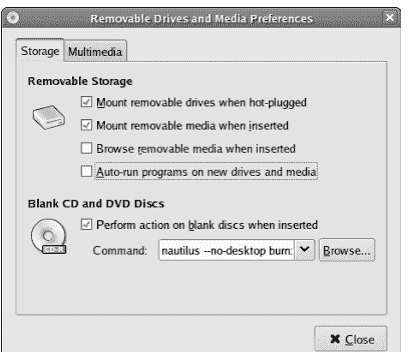 Removable Drives and Media Preferences
Storage Multimedia
Removable Storage
Mount removable drives when hot-plugged
Mount removable media when inserted
Browse removable media when inserted
Auto-run programs on new drives and media
Blank CD and DVD Discs
Perform action on blank discs when inserted
CD-R
Command: nautilus --no-desktop burn: Browse...
Close